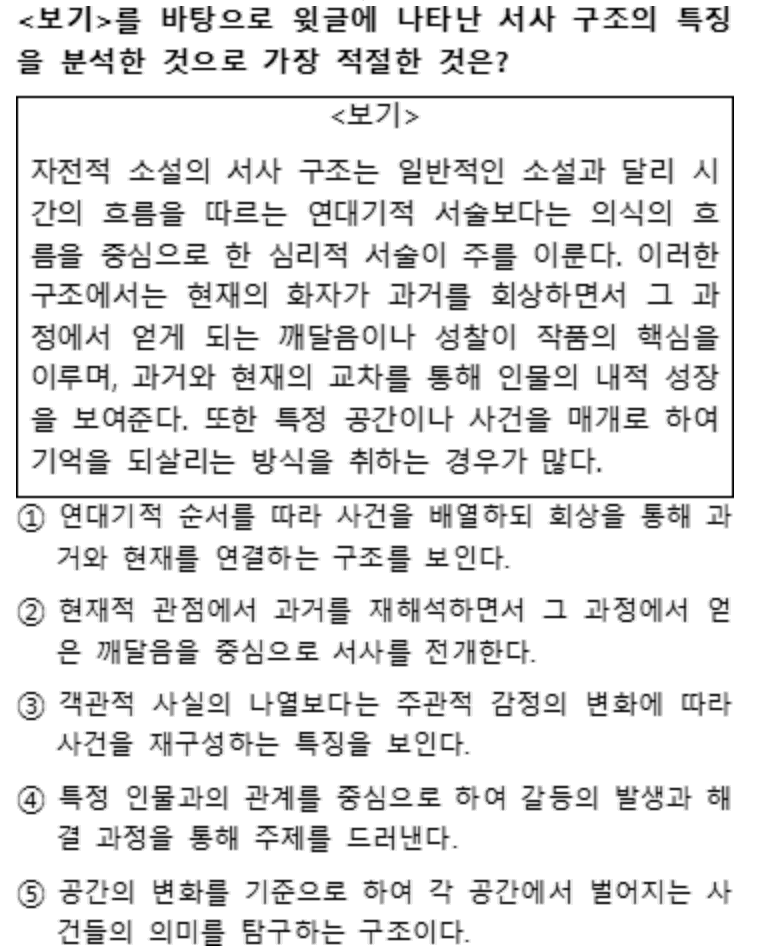 <보기>를 바탕으로 윗글에 나타난 서사 구조의 특징
을 분석한 것으로 가장 적절한 것은?
<보기>
자전적 소설의 서사 구조는 일반적인 소설과 달리 시
간의 흐름을 따르는 연대기적 서술보다는 의식의 흐
름을 중심으로 한 심리적 서술이 주를 이룬다. 이러한
구조에서는 현재의 화자가 과거를 회상하면서 그 과
정에서 얻게 되는 깨달음이나 성찰이 작품의 핵심을
이루며, 과거와 현재의 교차를 통해 인물의 내적 성장
을 보여준다. 또한 특정 공간이나 사건을 매개로 하여
기억을 되살리는 방식을 취하는 경우가 많다.
① 연대기적 순서를 따라 사건을 배열하되 회상을 통해 과
거와 현재를 연결하는 구조를 보인다.
② 현재적 관점에서 과거를 재해석하면서 그 과정에서 얻
은 깨달음을 중심으로 서사를 전개한다.
③ 객관적 사실의 나열보다는 주관적 감정의 변화에 따라
사건을 재구성하는 특징을 보인다.
④ 특정 인물과의 관계를 중심으로 하여 갈등의 발생과 해
결 과정을 통해 주제를 드러낸다.
⑤ 공간의 변화를 기준으로 하여 각 공간에서 벌어지는 사
건들의 의미를 탐구하는 구조이다.